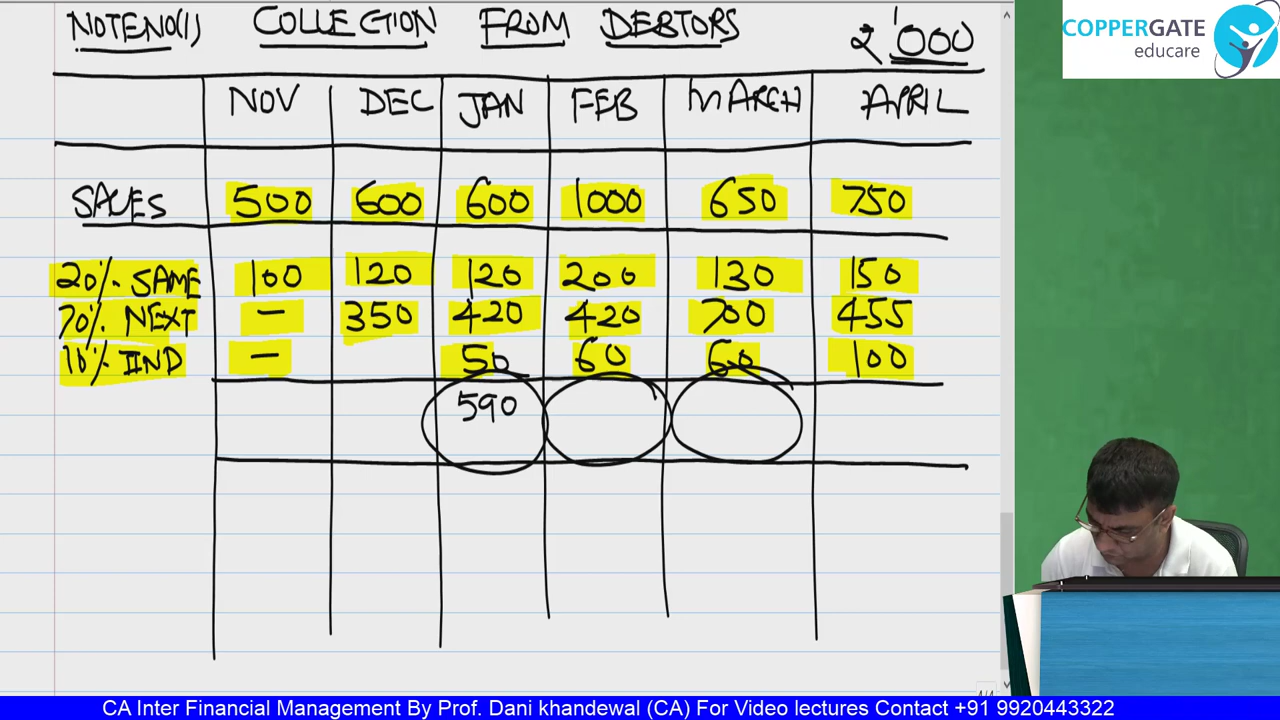 NOTENO(1) COLLECTION FROM DEBTORS ₹'000
COPPERGATE
educare
NOV DEC JAN FEB MARCH APRIL
SALES 500 600 600 1000 650 750
20% SAME 100 120 120 200 130 150
70% NEXT - 350 420 420 700 455
10% IIND - 50 60 60 100
590
4/4
CA Inter Financial Management By Prof. Dani khandewal (CA) For Video lectures Contact +91 9920443322